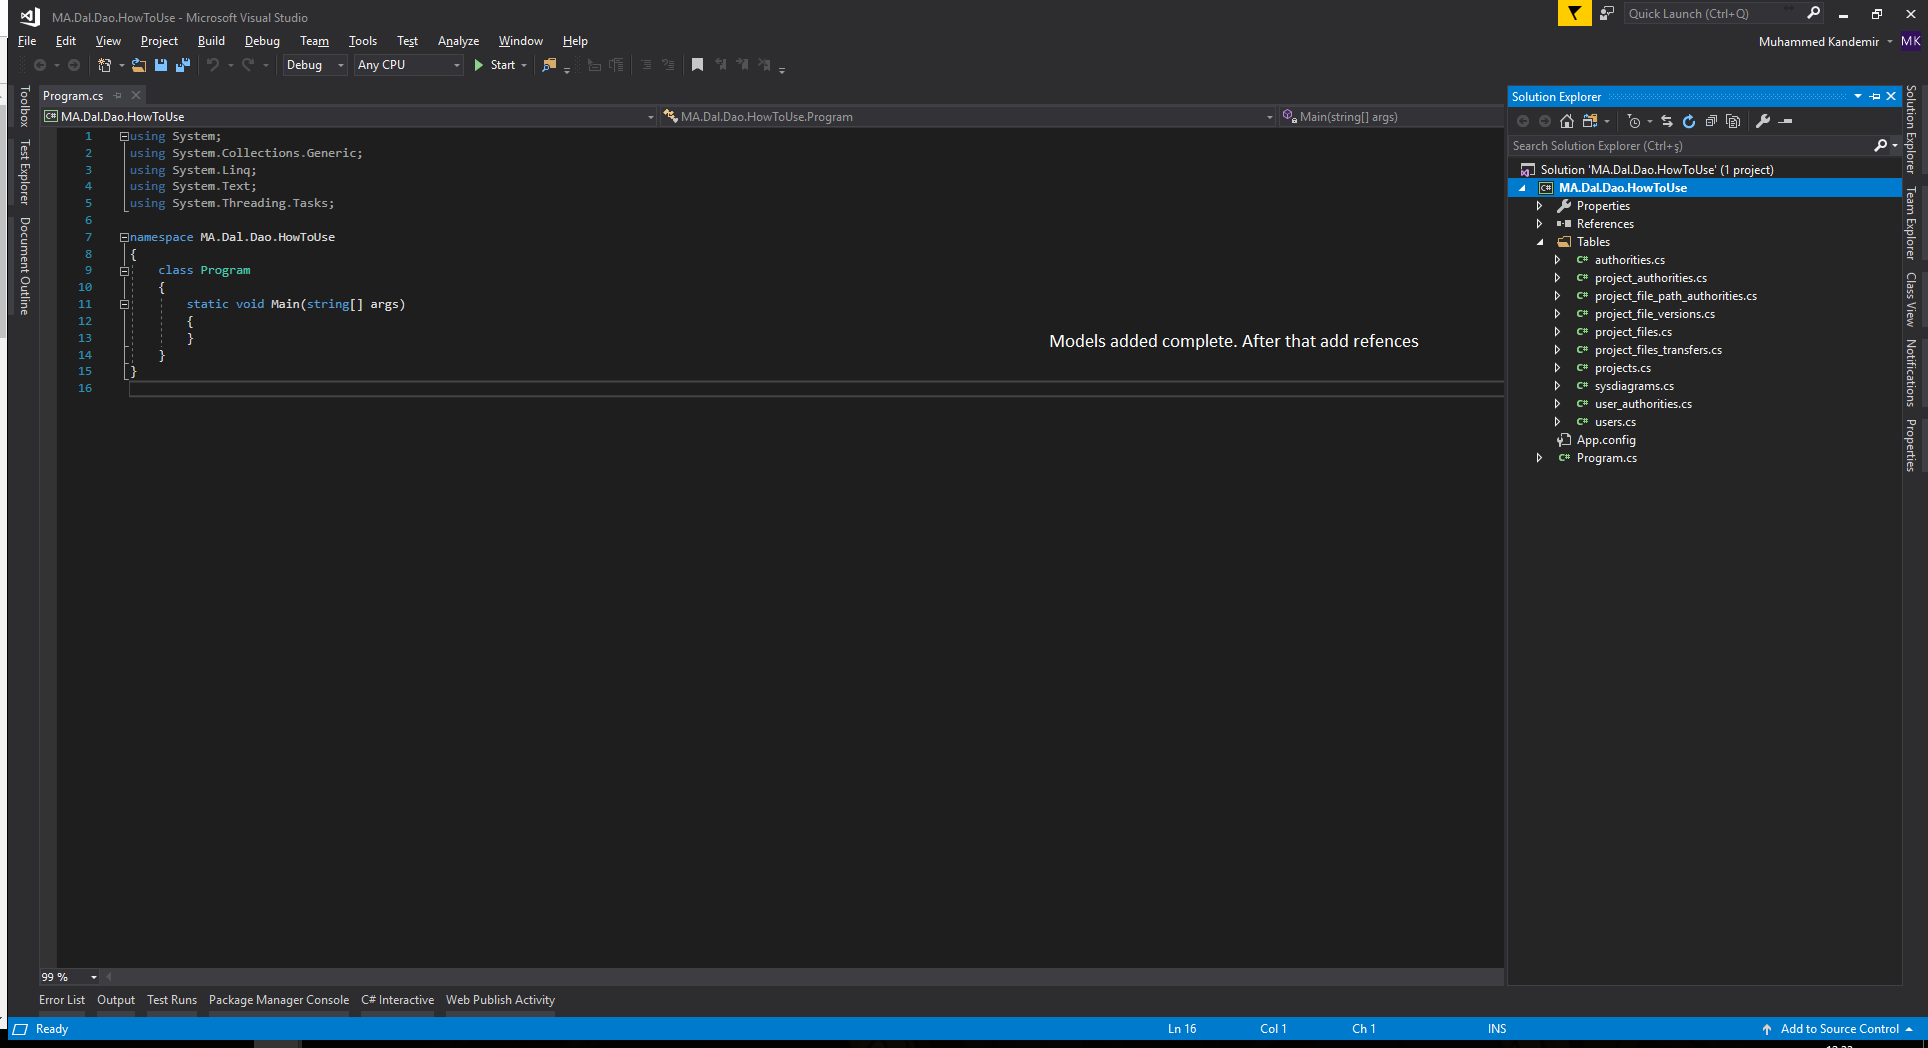 MA.Dal.Dao.HowToUse - Microsoft Visual Studio
Quick Launch (Ctrl+Q)
File Edit View Project Build Debug Team Tools Test Analyze Window Help
Muhammed Kandemir MK
Debug Any CPU Start
Toolbox
Test Explorer
Document Outline
Program.cs
MA.Dal.Dao.HowToUse MA.Dal.Dao.HowToUse.Program Main(string[] args)
1 using System;
2 using System.Collections.Generic;
3 using System.Linq;
4 using System.Text;
5 using System.Threading.Tasks;
6
7 namespace MA.Dal.Dao.HowToUse
8 {
9 class Program
10 {
11 static void Main(string[] args)
12 {
13 }
14 }
15 }
16
Models added complete. After that add refences
Solution Explorer
Search Solution Explorer (Ctrl+ş)
Solution 'MA.Dal.Dao.HowToUse' (1 project)
C# MA.Dal.Dao.HowToUse
Properties
References
Tables
C# authorities.cs
C# project_authorities.cs
C# project_file_path_authorities.cs
C# project_file_versions.cs
C# project_files.cs
C# project_files_transfers.cs
C# projects.cs
C# sysdiagrams.cs
C# user_authorities.cs
C# users.cs
App.config
C# Program.cs
Solution Explorer
Team Explorer
Class View
Notifications
Properties
99 %
Error List Output Test Runs Package Manager Console C# Interactive Web Publish Activity
Ready Ln 16 Col 1 Ch 1 INS Add to Source Control